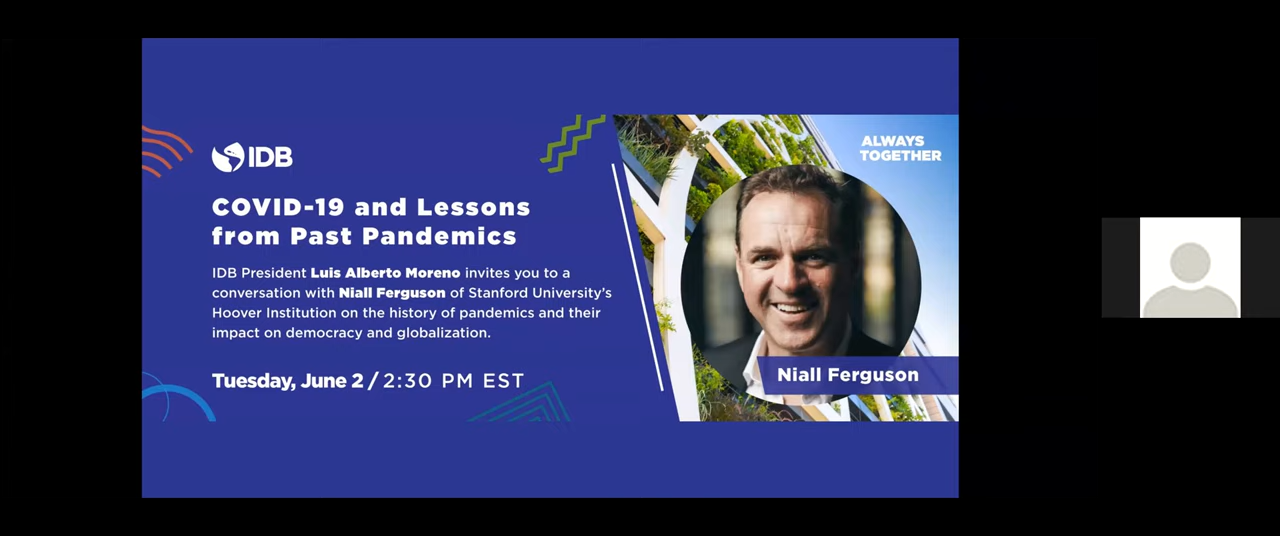 IDB
COVID-19 and Lessons
from Past Pandemics
IDB President Luis Alberto Moreno invites you to a
conversation with Niall Ferguson of Stanford University's
Hoover Institution on the history of pandemics and their
impact on democracy and globalization.
Tuesday, June 2 / 2:30 PM EST
ALWAYS
TOGETHER
Niall Ferguson